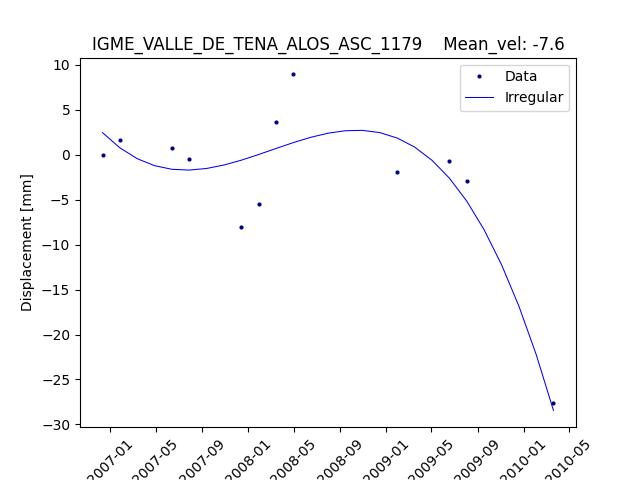 IGME_VALLE_DE_TENA_ALOS_ASC_1179    Mean_vel: -7.6
Data
Irregular
10
5
0
−5
−10
−15
−20
−25
−30
Displacement [mm]
2007-01 2007-05 2007-09 2008-01 2008-05 2008-09 2009-01 2009-05 2009-09 2010-01 2010-05